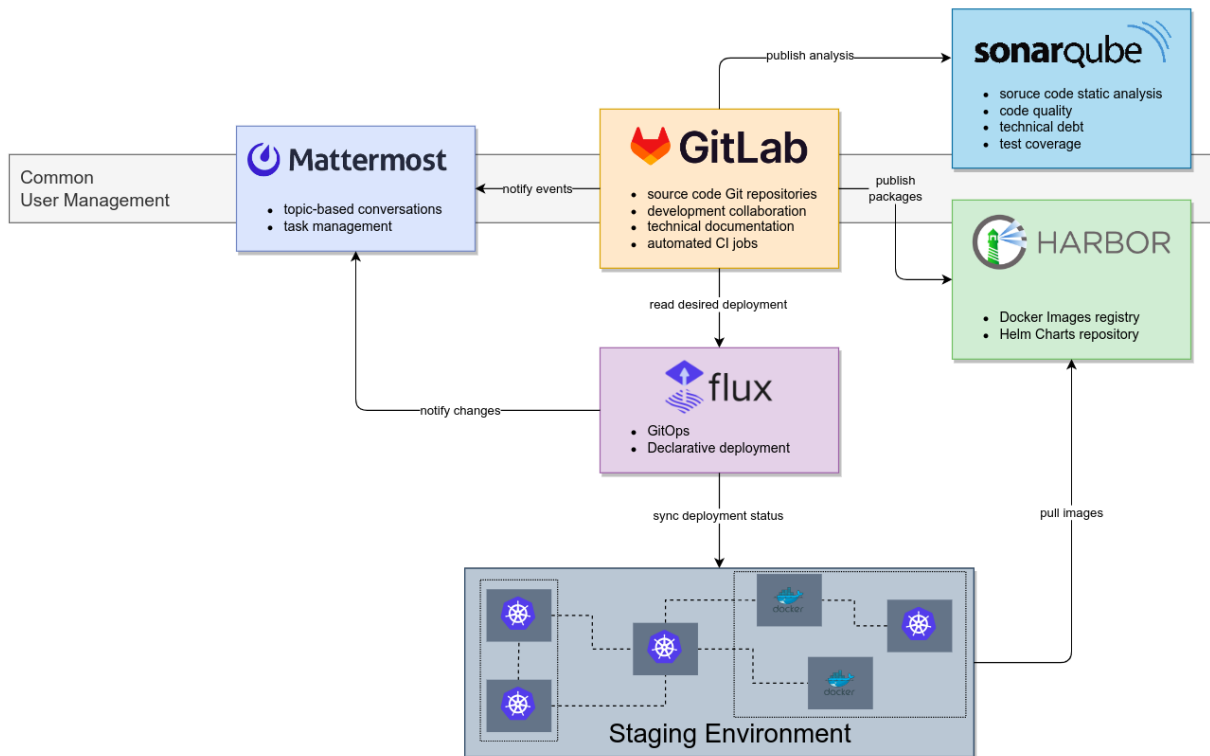 sonarqube
• soruce code static analysis
• code quality
• technical debt
• test coverage
publish analysis
GitLab
• source code Git repositories
• development collaboration
• technical documentation
• automated CI jobs
Mattermost
• topic-based conversations
• task management
Common
User Management
notify events
publish
packages
HARBOR
• Docker Images registry
• Helm Charts repository
read desired deployment
flux
• GitOps
• Declarative deployment
notify changes
sync deployment status
pull images
docker
docker
Staging Environment